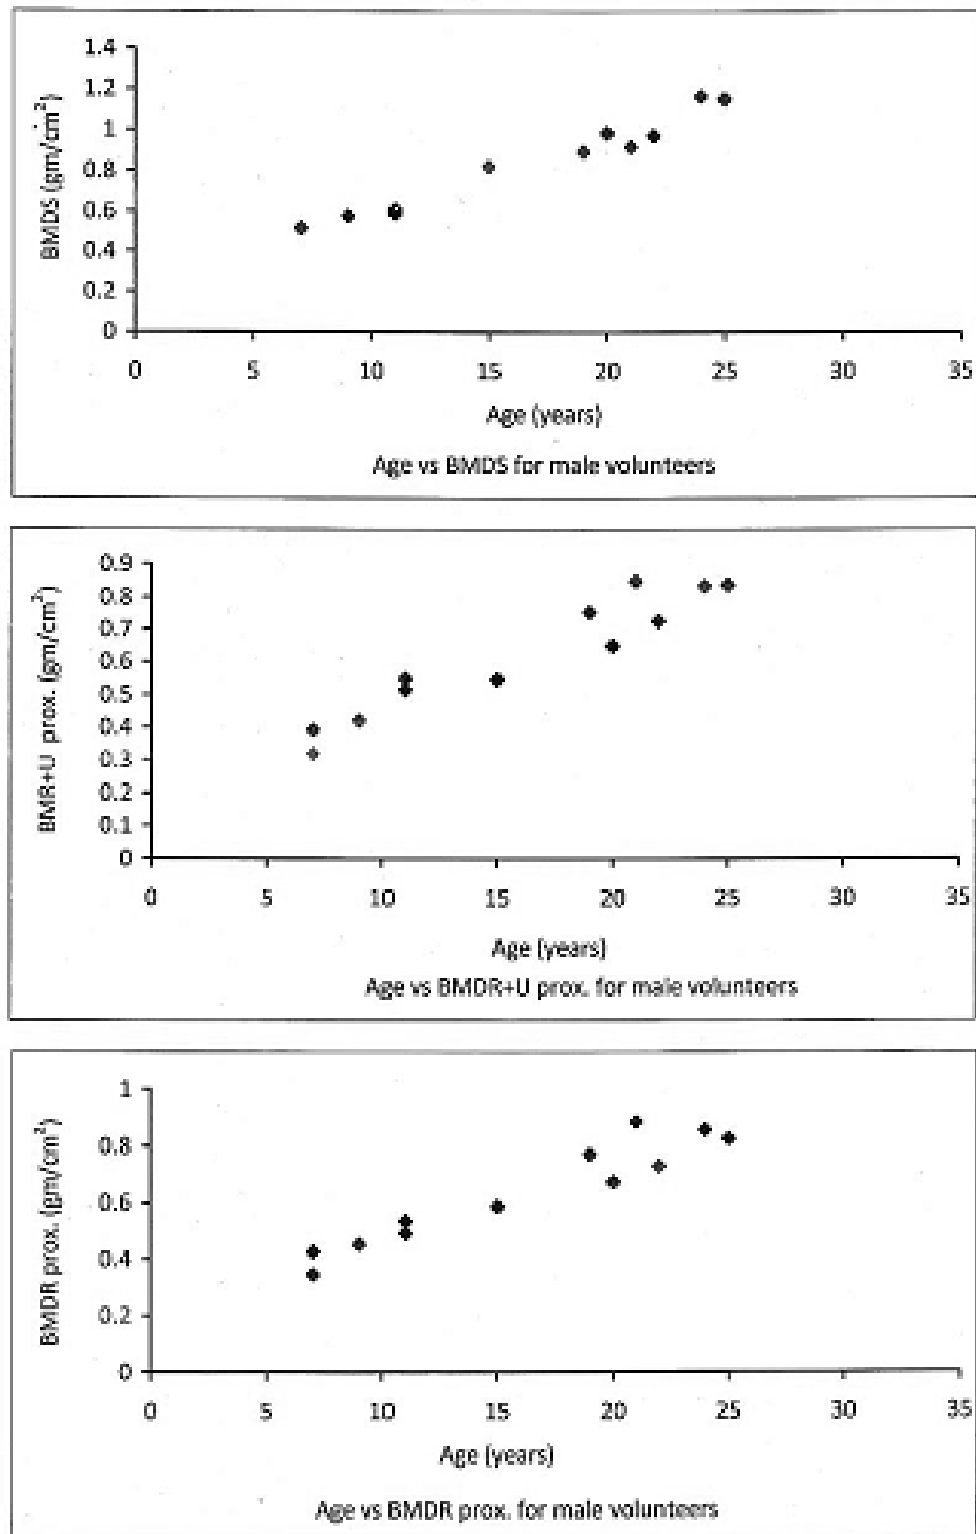 1.4
1.2
1
0.8
0.6
0.4
0.2
0
BMDS (gm/cm²)
0 5 10 15 20 25 30 35
Age (years)
Age vs BMDS for male volunteers
0.9
0.8
0.7
0.6
0.5
0.4
0.3
0.2
0.1
0
BMR+U prox. (gm/cm²)
0 5 10 15 20 25 30 35
Age (years)
Age vs BMDR+U prox. for male volunteers
1
0.8
0.6
0.4
0.2
0
BMDR prox. (gm/cm²)
0 5 10 15 20 25 30 35
Age (years)
Age vs BMDR prox. for male volunteers